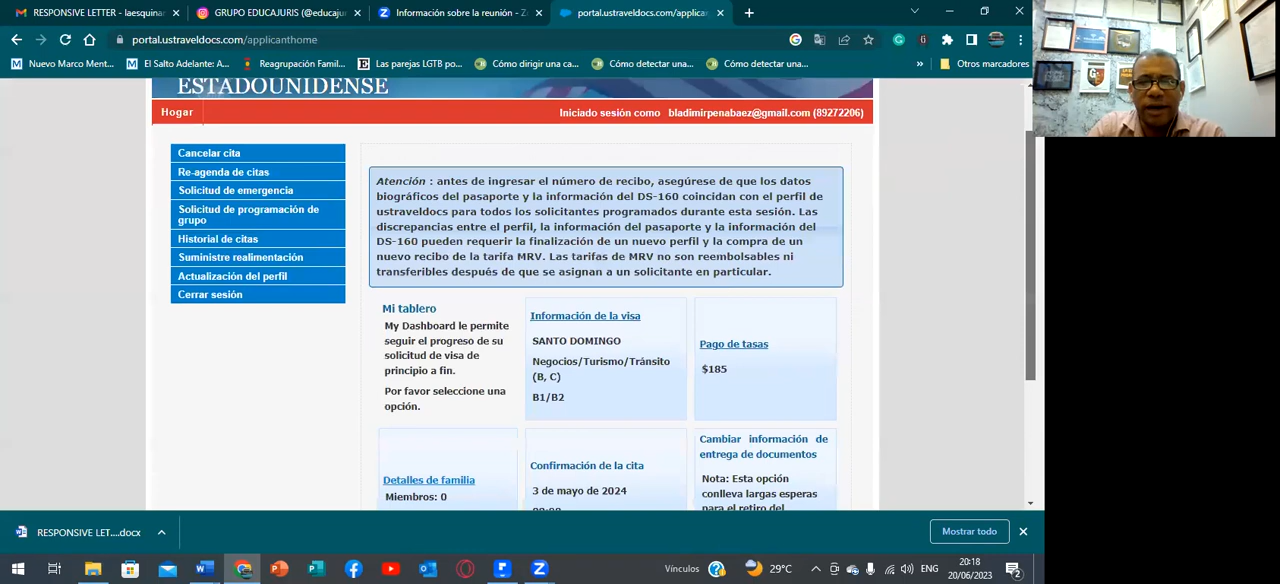 RESPONSIVE LETTER - laesquinar
GRUPO EDUCAJURIS (@educajur
Información sobre la reunión - Zo
portal.ustraveldocs.com/applicant
portal.ustraveldocs.com/applicanthome
Nuevo Marco Ment...
El Salto Adelante: A...
Reagrupación Famil...
Las parejas LGTB po...
Cómo dirigir una ca...
Cómo detectar una...
Cómo detectar una...
»
Otros marcadores
ESTADOUNIDENSE
Hogar
Iniciado sesión como bladimirpenabaez@gmail.com (89272206)
Cancelar cita
Re-agenda de citas
Solicitud de emergencia
Solicitud de programación de
grupo
Historial de citas
Suministre realimentación
Actualización del perfil
Cerrar sesión
Atención : antes de ingresar el número de recibo, asegúrese de que los datos
biográficos del pasaporte y la información del DS-160 coincidan con el perfil de
ustraveldocs para todos los solicitantes programados durante esta sesión. Las
discrepancias entre el perfil, la información del pasaporte y la información del
DS-160 pueden requerir la finalización de un nuevo perfil y la compra de un
nuevo recibo de la tarifa MRV. Las tarifas de MRV no son reembolsables ni
transferibles después de que se asignan a un solicitante en particular.
Mi tablero
My Dashboard le permite
seguir el progreso de su
solicitud de visa de
principio a fin.
Por favor seleccione una
opción.
Información de la visa
SANTO DOMINGO
Negocios/Turismo/Tránsito
(B, C)
B1/B2
Pago de tasas
$185
Detalles de familia
Miembros: 0
Confirmación de la cita
3 de mayo de 2024
Cambiar información de
entrega de documentos
Nota: Esta opción
conlleva largas esperas
para el retiro del
RESPONSIVE LET....docx
Mostrar todo
Vínculos
29°C
ENG
20:18
20/06/2023